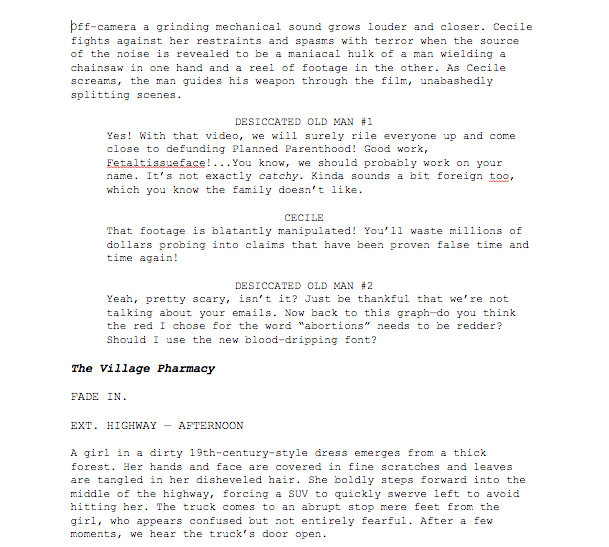 Off-camera a grinding mechanical sound grows louder and closer. Cecile
fights against her restraints and spasms with terror when the source
of the noise is revealed to be a maniacal hulk of a man wielding a
chainsaw in one hand and a reel of footage in the other. As Cecile
screams, the man guides his weapon through the film, unabashedly
splitting scenes.
DESICCATED OLD MAN #1
Yes! With that video, we will surely rile everyone up and come
close to defunding Planned Parenthood! Good work,
Fetaltissueface!...You know, we should probably work on your
name. It’s not exactly catchy. Kinda sounds a bit foreign too,
which you know the family doesn’t like.
CECILE
That footage is blatantly manipulated! You’ll waste millions of
dollars probing into claims that have been proven false time and
time again!
DESICCATED OLD MAN #2
Yeah, pretty scary, isn’t it? Just be thankful that we’re not
talking about your emails. Now back to this graph—do you think
the red I chose for the word “abortions” needs to be redder?
Should I use the new blood-dripping font?
The Village Pharmacy
FADE IN.
EXT. HIGHWAY — AFTERNOON
A girl in a dirty 19th-century-style dress emerges from a thick
forest. Her hands and face are covered in fine scratches and leaves
are tangled in her disheveled hair. She boldly steps forward into the
middle of the highway, forcing a SUV to quickly swerve left to avoid
hitting her. The truck comes to an abrupt stop mere feet from the
girl, who appears confused but not entirely fearful. After a few
moments, we hear the truck’s door open.